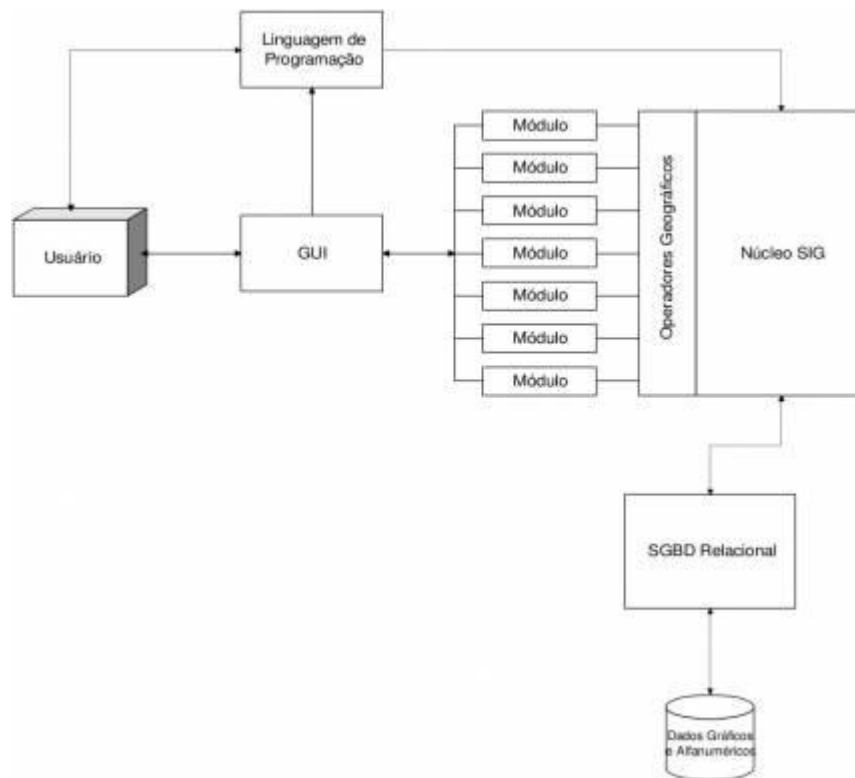 Linguagem de
Programação
Módulo
Módulo
Módulo
Módulo
Módulo
Módulo
Módulo
Operadores Geográficos
Núcleo SIG
Usuário
GUI
SGBD Relacional
Dados Gráficos
e Alfanuméricos